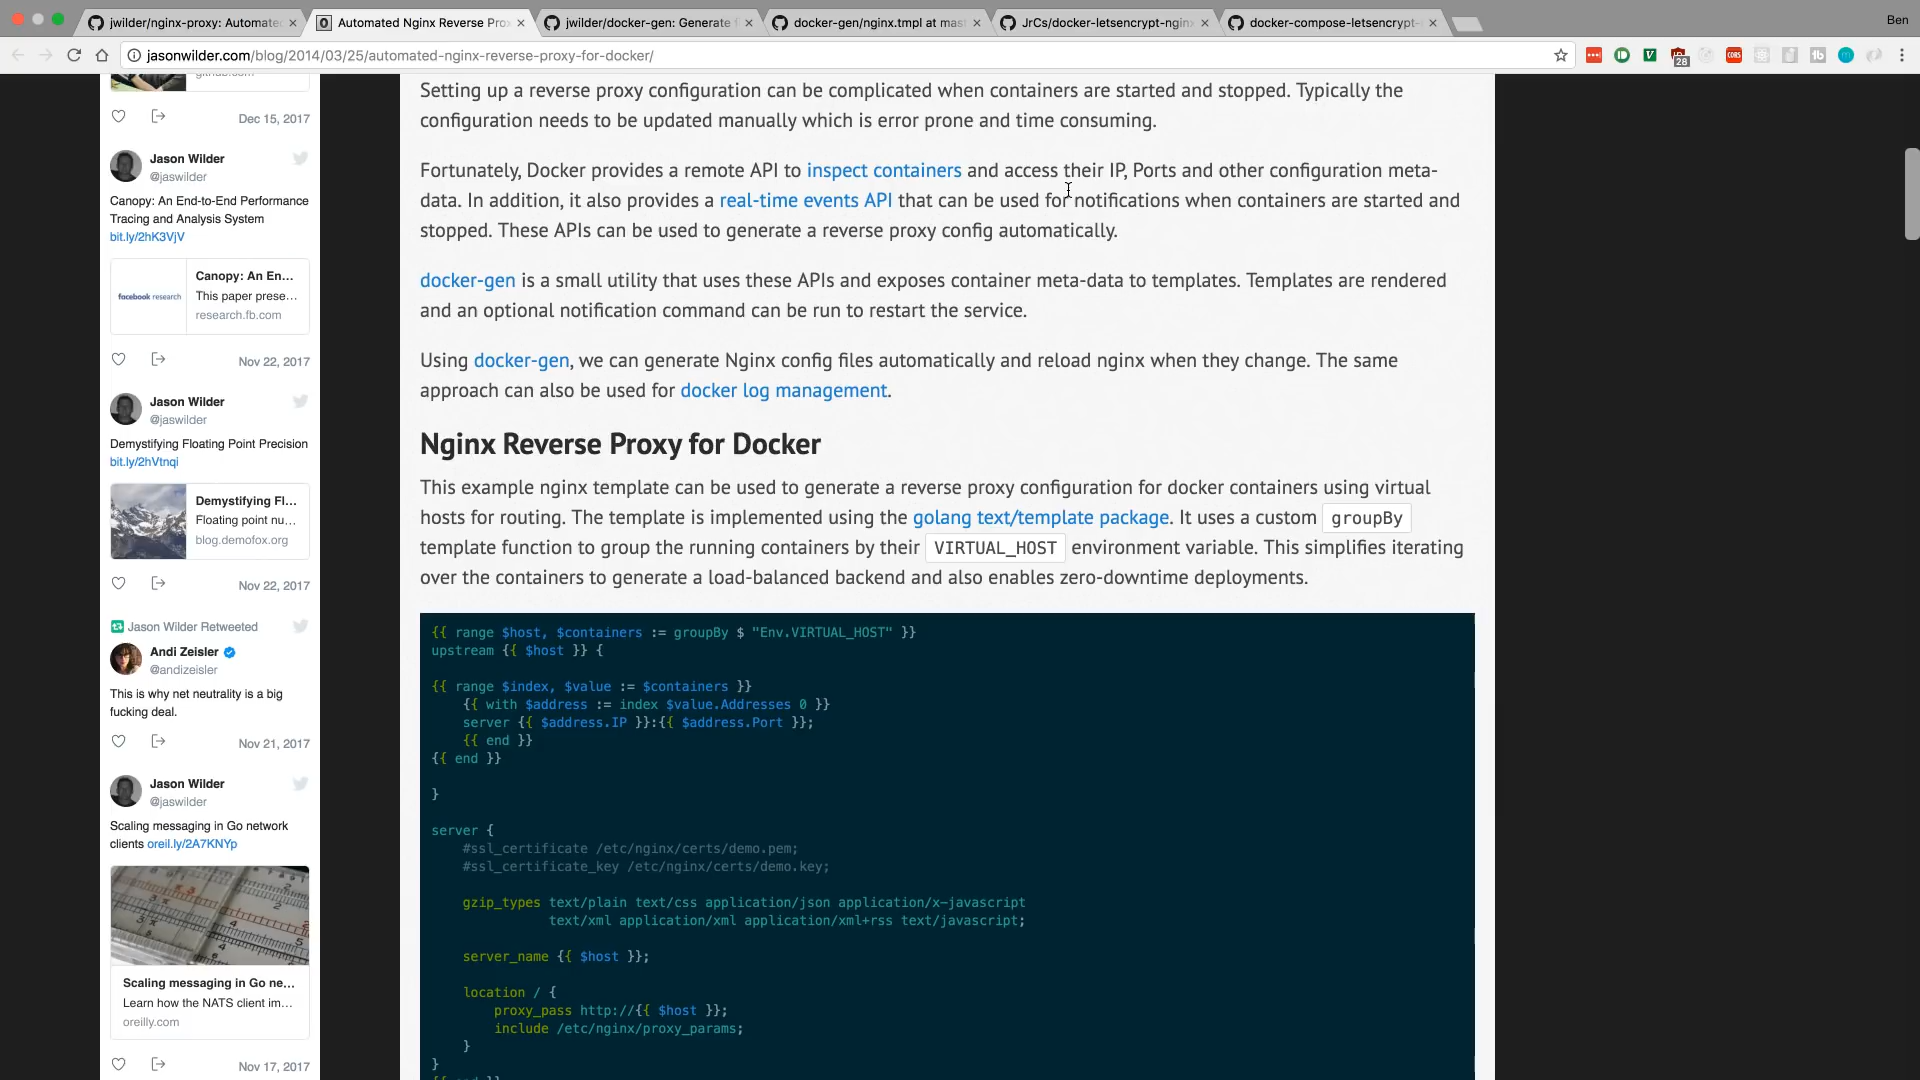 jwilder/nginx-proxy: Automate
Automated Nginx Reverse Pro
jwilder/docker-gen: Generate f
docker-gen/nginx.tmpl at mas
JrCs/docker-letsencrypt-nginx
docker-compose-letsencrypt-
Ben
jasonwilder.com/blog/2014/03/25/automated-nginx-reverse-proxy-for-docker/
28
CORS
Dec 15, 2017
Jason Wilder
@jaswilder
Canopy: An End-to-End Performance
Tracing and Analysis System
bit.ly/2hK3VjV
facebook research
Canopy: An En...
This paper prese...
research.fb.com
Nov 22, 2017
Jason Wilder
@jaswilder
Demystifying Floating Point Precision
bit.ly/2hVtnqi
Demystifying Fl...
Floating point nu...
blog.demofox.org
Nov 22, 2017
Jason Wilder Retweeted
Andi Zeisler
@andizeisler
This is why net neutrality is a big
fucking deal.
Nov 21, 2017
Jason Wilder
@jaswilder
Scaling messaging in Go network
clients oreil.ly/2A7KNYp
Scaling messaging in Go ne...
Learn how the NATS client im...
oreilly.com
Nov 17, 2017
Setting up a reverse proxy configuration can be complicated when containers are started and stopped. Typically the
configuration needs to be updated manually which is error prone and time consuming.
Fortunately, Docker provides a remote API to inspect containers and access their IP, Ports and other configuration meta-
data. In addition, it also provides a real-time events API that can be used for notifications when containers are started and
stopped. These APIs can be used to generate a reverse proxy config automatically.
docker-gen is a small utility that uses these APIs and exposes container meta-data to templates. Templates are rendered
and an optional notification command can be run to restart the service.
Using docker-gen, we can generate Nginx config files automatically and reload nginx when they change. The same
approach can also be used for docker log management.
Nginx Reverse Proxy for Docker
This example nginx template can be used to generate a reverse proxy configuration for docker containers using virtual
hosts for routing. The template is implemented using the golang text/template package. It uses a custom groupBy
template function to group the running containers by their VIRTUAL_HOST environment variable. This simplifies iterating
over the containers to generate a load-balanced backend and also enables zero-downtime deployments.
{{ range $host, $containers := groupBy $ "Env.VIRTUAL_HOST" }}
upstream {{ $host }} {
{{ range $index, $value := $containers }}
{{ with $address := index $value.Addresses 0 }}
server {{ $address.IP }}:{{ $address.Port }};
{{ end }}
{{ end }}
}
server {
#ssl_certificate /etc/nginx/certs/demo.pem;
#ssl_certificate_key /etc/nginx/certs/demo.key;
gzip_types text/plain text/css application/json application/x-javascript
text/xml application/xml application/xml+rss text/javascript;
server_name {{ $host }};
location / {
proxy_pass http://{{ $host }};
include /etc/nginx/proxy_params;
}
}